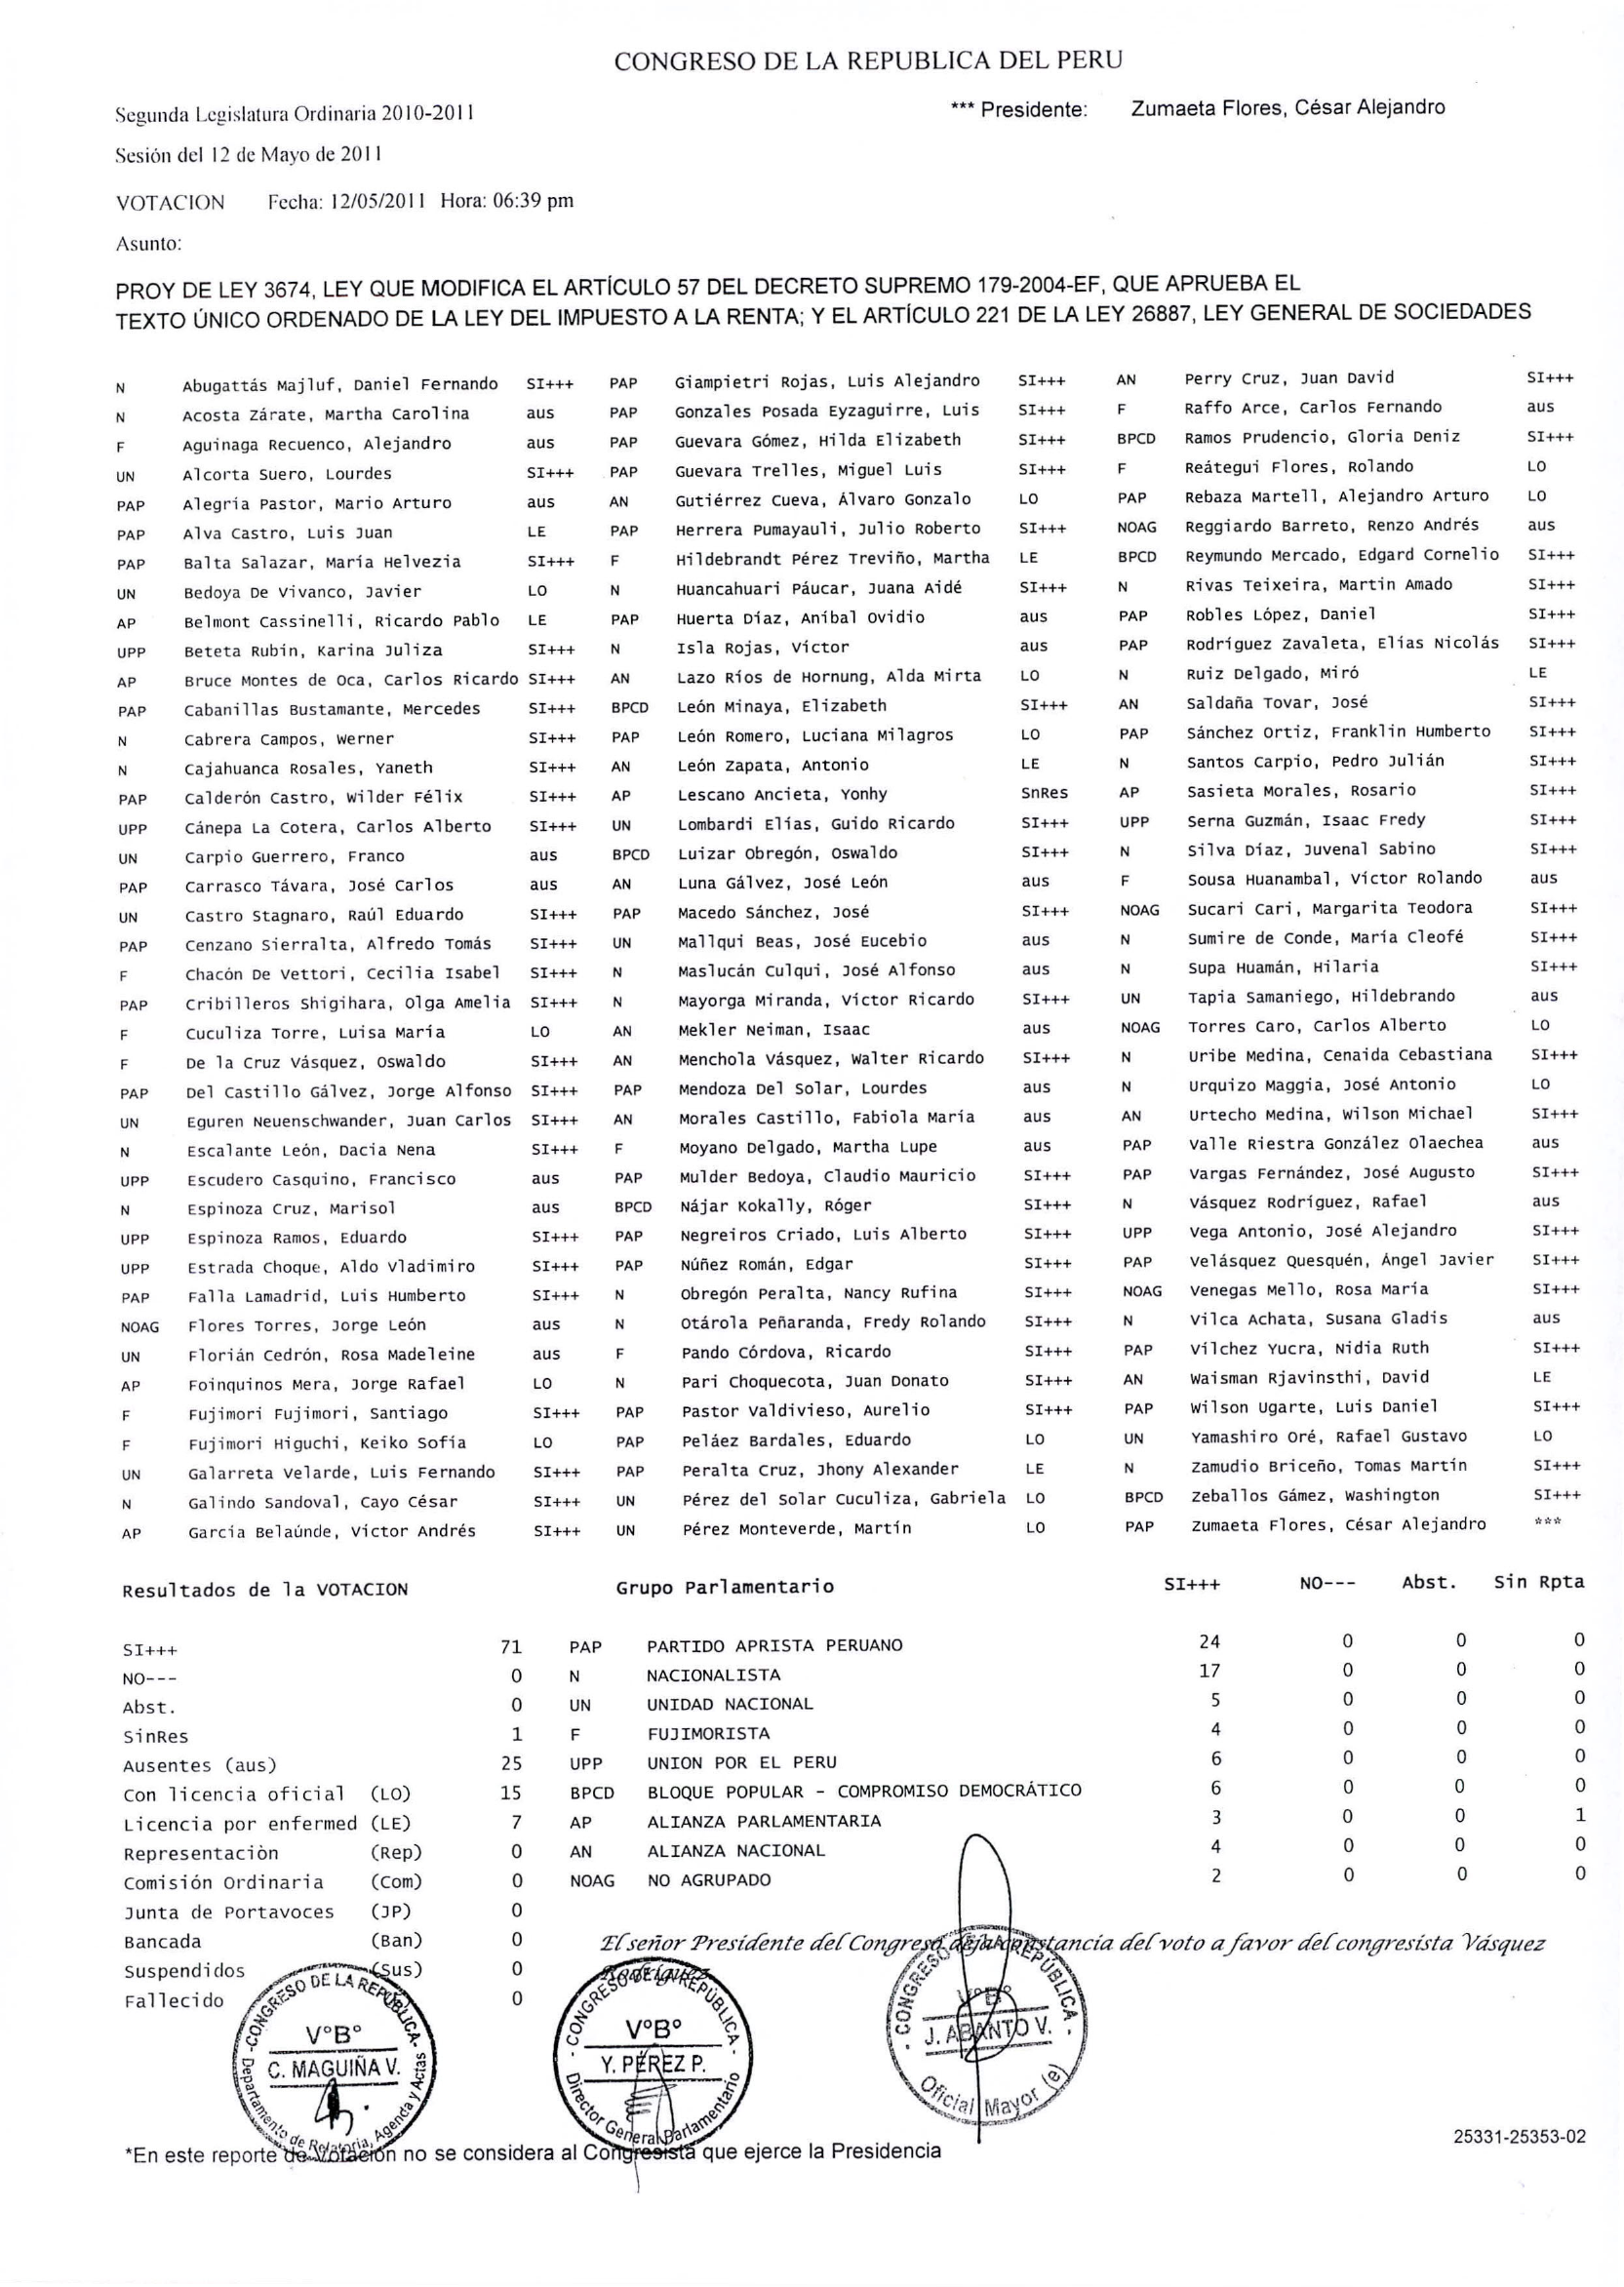 CONGRESO DE LA REPUBLICA DEL PERU
Segunda Legislatura Ordinaria 2010-2011 *** Presidente: Zumaeta Flores, César Alejandro
Sesión del 12 de Mayo de 2011
VOTACION Fecha: 12/05/2011 Hora: 06:39 pm
Asunto:
PROY DE LEY 3674, LEY QUE MODIFICA EL ARTÍCULO 57 DEL DECRETO SUPREMO 179-2004-EF, QUE APRUEBA EL
TEXTO ÚNICO ORDENADO DE LA LEY DEL IMPUESTO A LA RENTA; Y EL ARTÍCULO 221 DE LA LEY 26887, LEY GENERAL DE SOCIEDADES
N Abugattás Majluf, Daniel Fernando SI+++ PAP Giampietri Rojas, Luis Alejandro SI+++ AN Perry Cruz, Juan David SI+++
N Acosta Zárate, Martha Carolina aus PAP Gonzales Posada Eyzaguirre, Luis SI+++ F Raffo Arce, Carlos Fernando aus
F Aguinaga Recuenco, Alejandro aus PAP Guevara Gómez, Hilda Elizabeth SI+++ BPCD Ramos Prudencio, Gloria Deniz SI+++
UN Alcorta Suero, Lourdes SI+++ PAP Guevara Trelles, Miguel Luis SI+++ F Reátegui Flores, Rolando LO
PAP Alegría Pastor, Mario Arturo aus AN Gutiérrez Cueva, Álvaro Gonzalo LO PAP Rebaza Martell, Alejandro Arturo LO
PAP Alva Castro, Luis Juan LE PAP Herrera Pumayauli, Julio Roberto SI+++ NOAG Reggiardo Barreto, Renzo Andrés aus
PAP Balta Salazar, María Helvezia SI+++ F Hildebrandt Pérez Treviño, Martha LE BPCD Reymundo Mercado, Edgard Cornelio SI+++
UN Bedoya De Vivanco, Javier LO N Huancahuari Páucar, Juana Aidé SI+++ N Rivas Teixeira, Martin Amado SI+++
AP Belmont Cassinelli, Ricardo Pablo LE PAP Huerta Díaz, Aníbal Ovidio aus PAP Robles López, Daniel SI+++
UPP Beteta Rubín, Karina Juliza SI+++ N Isla Rojas, Víctor aus PAP Rodríguez Zavaleta, Elías Nicolás SI+++
AP Bruce Montes de Oca, Carlos Ricardo SI+++ AN Lazo Ríos de Hornung, Alda Mirta LO N Ruiz Delgado, Miró LE
PAP Cabanillas Bustamante, Mercedes SI+++ BPCD León Minaya, Elizabeth SI+++ AN Saldaña Tovar, José SI+++
N Cabrera Campos, Werner SI+++ PAP León Romero, Luciana Milagros LO PAP Sánchez Ortiz, Franklin Humberto SI+++
N Cajahuanca Rosales, Yaneth SI+++ AN León Zapata, Antonio LE N Santos Carpio, Pedro Julián SI+++
PAP Calderón Castro, Wilder Félix SI+++ AP Lescano Ancieta, Yonhy SnRes AP Sasieta Morales, Rosario SI+++
UPP Cánepa La Cotera, Carlos Alberto SI+++ UN Lombardi Elías, Guido Ricardo SI+++ UPP Serna Guzmán, Isaac Fredy SI+++
UN Carpio Guerrero, Franco aus BPCD Luizar Obregón, Oswaldo SI+++ N Silva Díaz, Juvenal Sabino SI+++
PAP Carrasco Távara, José Carlos aus AN Luna Gálvez, José León aus F Sousa Huanambal, Víctor Rolando aus
UN Castro Stagnaro, Raúl Eduardo SI+++ PAP Macedo Sánchez, José SI+++ NOAG Sucari Cari, Margarita Teodora SI+++
PAP Cenzano Sierralta, Alfredo Tomás SI+++ UN Mallqui Beas, José Eucebio aus N Sumire de Conde, María Cleofé SI+++
F Chacón De Vettori, Cecilia Isabel SI+++ N Maslucán Culqui, José Alfonso aus N Supa Huamán, Hilaria SI+++
PAP Cribilleros Shigihara, Olga Amelia SI+++ N Mayorga Miranda, Víctor Ricardo SI+++ UN Tapia Samaniego, Hildebrando aus
F Cuculiza Torre, Luisa María LO AN Mekler Neiman, Isaac aus NOAG Torres Caro, Carlos Alberto LO
F De la Cruz Vásquez, Oswaldo SI+++ AN Menchola Vásquez, Walter Ricardo SI+++ N Uribe Medina, Cenaida Cebastiana SI+++
PAP Del Castillo Gálvez, Jorge Alfonso SI+++ PAP Mendoza Del Solar, Lourdes aus N Urquizo Maggia, José Antonio LO
UN Eguren Neuenschwander, Juan Carlos SI+++ AN Morales Castillo, Fabiola María aus AN Urtecho Medina, Wilson Michael SI+++
N Escalante León, Dacia Nena SI+++ F Moyano Delgado, Martha Lupe aus PAP Valle Riestra González Olaechea aus
UPP Escudero Casquino, Francisco aus PAP Mulder Bedoya, Claudio Mauricio SI+++ PAP Vargas Fernández, José Augusto SI+++
N Espinoza Cruz, Marisol aus BPCD Nájar Kokally, Róger SI+++ N Vásquez Rodríguez, Rafael aus
UPP Espinoza Ramos, Eduardo SI+++ PAP Negreiros Criado, Luis Alberto SI+++ UPP Vega Antonio, José Alejandro SI+++
UPP Estrada Choque, Aldo Vladimiro SI+++ PAP Núñez Román, Edgar SI+++ PAP Velásquez Quesquén, Ángel Javier SI+++
PAP Falla Lamadrid, Luis Humberto SI+++ N Obregón Peralta, Nancy Rufina SI+++ NOAG Venegas Mello, Rosa María SI+++
NOAG Flores Torres, Jorge León aus N Otárola Peñaranda, Fredy Rolando SI+++ N Vilca Achata, Susana Gladis aus
UN Florián Cedrón, Rosa Madeleine aus F Pando Córdova, Ricardo SI+++ PAP Vílchez Yucra, Nidia Ruth SI+++
AP Foinquinos Mera, Jorge Rafael LO N Pari Choquecota, Juan Donato SI+++ AN Waisman Rjavinsthi, David LE
F Fujimori Fujimori, Santiago SI+++ PAP Pastor Valdivieso, Aurelio SI+++ PAP Wilson Ugarte, Luis Daniel SI+++
F Fujimori Higuchi, Keiko Sofía LO PAP Peláez Bardales, Eduardo LO UN Yamashiro Oré, Rafael Gustavo LO
UN Galarreta Velarde, Luis Fernando SI+++ PAP Peralta Cruz, Jhony Alexander LE N Zamudio Briceño, Tomas Martín SI+++
N Galindo Sandoval, Cayo César SI+++ UN Pérez del Solar Cuculiza, Gabriela LO BPCD Zeballos Gámez, Washington SI+++
AP García Belaúnde, Víctor Andrés SI+++ UN Pérez Monteverde, Martín LO PAP Zumaeta Flores, César Alejandro ***
Resultados de la VOTACION Grupo Parlamentario SI+++ NO--- Abst. Sin Rpta
SI+++ 71 PAP PARTIDO APRISTA PERUANO 24 0 0 0
NO--- 0 N NACIONALISTA 17 0 0 0
Abst. 0 UN UNIDAD NACIONAL 5 0 0 0
SinRes 1 F FUJIMORISTA 4 0 0 0
Ausentes (aus) 25 UPP UNION POR EL PERU 6 0 0 0
Con licencia oficial (LO) 15 BPCD BLOQUE POPULAR - COMPROMISO DEMOCRÁTICO 6 0 0 0
Licencia por enfermed (LE) 7 AP ALIANZA PARLAMENTARIA 3 0 0 1
Representaciòn (Rep) 0 AN ALIANZA NACIONAL 4 0 0 0
Comisión Ordinaria (Com) 0 NOAG NO AGRUPADO 2 0 0 0
Junta de Portavoces (JP) 0
Bancada (Ban) 0
El señor Presidente del Congreso deja constancia del voto a favor del congresista Vásquez
Rodríguez
Suspendidos (Sus) 0
Fallecido 0
CONGRESO DE LA REPÚBLICA
V°B°
C. MAGUIÑA V.
Departamento de Relatoría, Agenda y Actas
CONGRESO DE LA REPÚBLICA
V°B°
Y. PÉREZ P.
Director General Parlamentario
CONGRESO DE LA REPÚBLICA
V°B°
J. ABANTO V.
Oficial Mayor (e)
25331-25353-02
*En este reporte de Votación no se considera al Congresista que ejerce la Presidencia